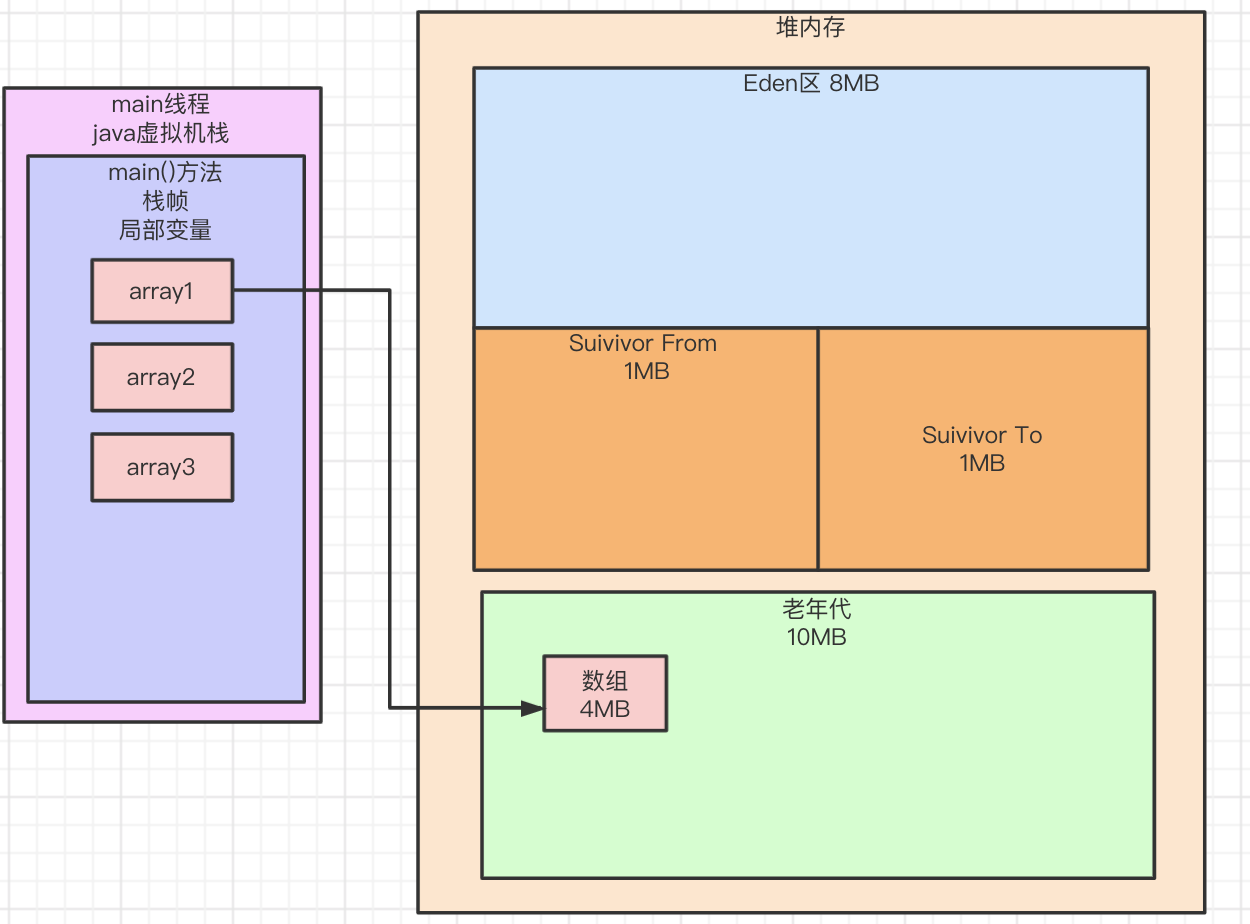 堆内存
Eden区 8MB
main线程
java虚拟机栈
main()方法
栈帧
局部变量
array1
array2
array3
Suivivor From
1MB
Suivivor To
1MB
老年代
10MB
数组
4MB